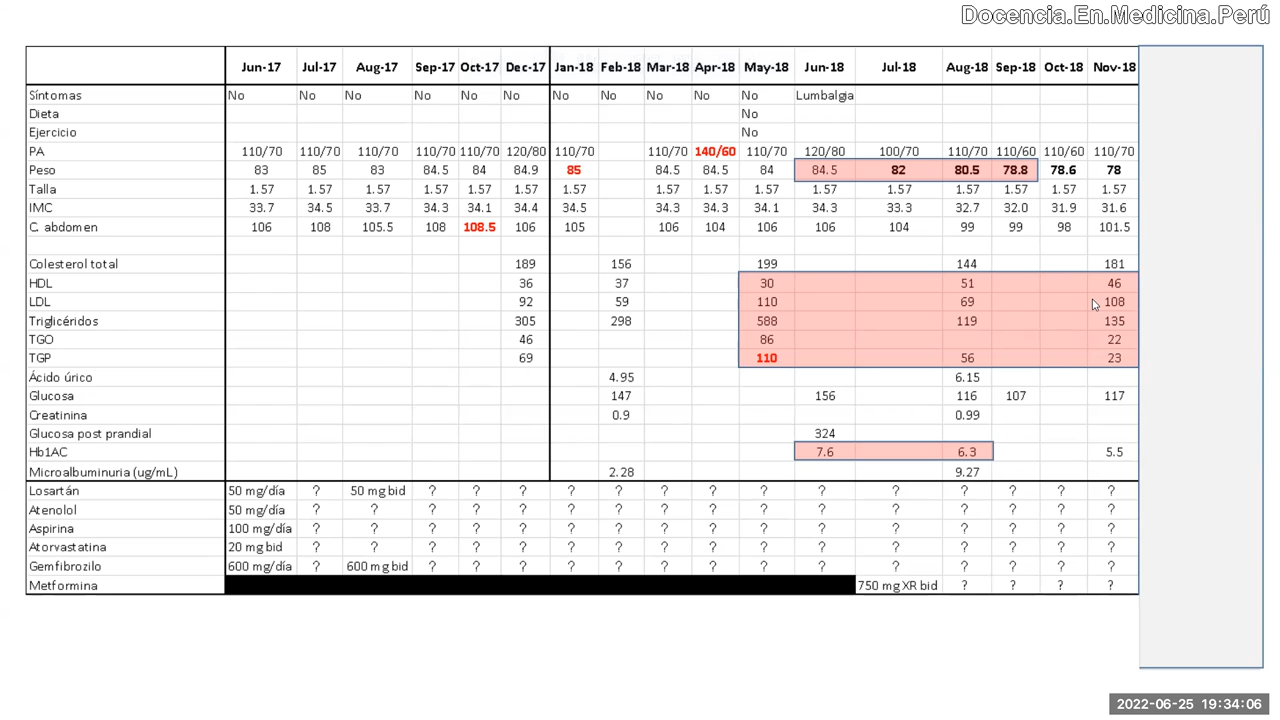 Docencia.En.Medicina.Perú
Jun-17 Jul-17 Aug-17 Sep-17 Oct-17 Dec-17 Jan-18 Feb-18 Mar-18 Apr-18 May-18 Jun-18 Jul-18 Aug-18 Sep-18 Oct-18 Nov-18
Síntomas No No No No No No No No No No No Lumbalgia
Dieta No
Ejercicio No
PA 110/70 110/70 110/70 110/70 110/70 120/80 110/70 110/70 140/60 110/70 120/80 100/70 110/70 110/60 110/60 110/70
Peso 83 85 83 84.5 84 84.9 85 84.5 84.5 84 84.5 82 80.5 78.8 78.6 78
Talla 1.57 1.57 1.57 1.57 1.57 1.57 1.57 1.57 1.57 1.57 1.57 1.57 1.57 1.57 1.57 1.57
IMC 33.7 34.5 33.7 34.3 34.1 34.4 34.5 34.3 34.3 34.1 34.3 33.3 32.7 32.0 31.9 31.6
C. abdomen 106 108 105.5 108 108.5 106 105 106 104 106 106 104 99 99 98 101.5
Colesterol total 189 156 199 144 181
HDL 36 37 30 51 46
LDL 92 59 110 69 108
Triglicéridos 305 298 588 119 135
TGO 46 86 22
TGP 69 110 56 23
Ácido úrico 4.95 6.15
Glucosa 147 156 116 107 117
Creatinina 0.9 0.99
Glucosa post prandial 324
Hb1AC 7.6 6.3 5.5
Microalbuminuria (ug/mL) 2.28 9.27
Losartán 50 mg/día ? 50 mg bid ? ? ? ? ? ? ? ? ? ? ? ? ? ?
Atenolol 50 mg/día ? ? ? ? ? ? ? ? ? ? ? ? ? ? ? ?
Aspirina 100 mg/día ? ? ? ? ? ? ? ? ? ? ? ? ? ? ? ?
Atorvastatina 20 mg bid ? ? ? ? ? ? ? ? ? ? ? ? ? ? ? ?
Gemfibrozilo 600 mg/día ? 600 mg bid ? ? ? ? ? ? ? ? ? ? ? ? ? ?
Metformina 750 mg XR bid ? ? ? ?
2022-06-25 19:34:06